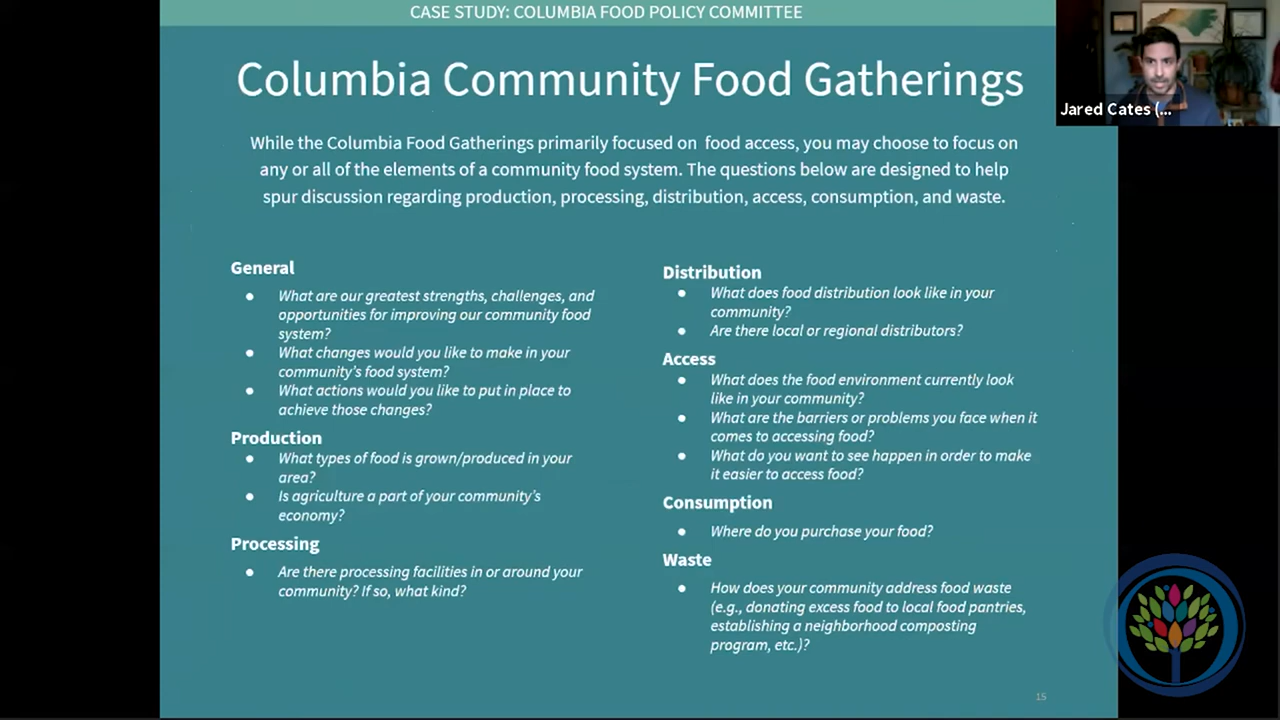 CASE STUDY: COLUMBIA FOOD POLICY COMMITTEE
Columbia Community Food Gatherings
Jared Cates (...
While the Columbia Food Gatherings primarily focused on food access, you may choose to focus on
any or all of the elements of a community food system. The questions below are designed to help
spur discussion regarding production, processing, distribution, access, consumption, and waste.
General
● What are our greatest strengths, challenges, and
opportunities for improving our community food
system?
● What changes would you like to make in your
community's food system?
● What actions would you like to put in place to
achieve those changes?
Production
● What types of food is grown/produced in your
area?
● Is agriculture a part of your community's
economy?
Processing
● Are there processing facilities in or around your
community? If so, what kind?
Distribution
● What does food distribution look like in your
community?
● Are there local or regional distributors?
Access
● What does the food environment currently look
like in your community?
● What are the barriers or problems you face when it
comes to accessing food?
● What do you want to see happen in order to make
it easier to access food?
Consumption
● Where do you purchase your food?
Waste
● How does your community address food waste
(e.g., donating excess food to local food pantries,
establishing a neighborhood composting
program, etc.)?
15